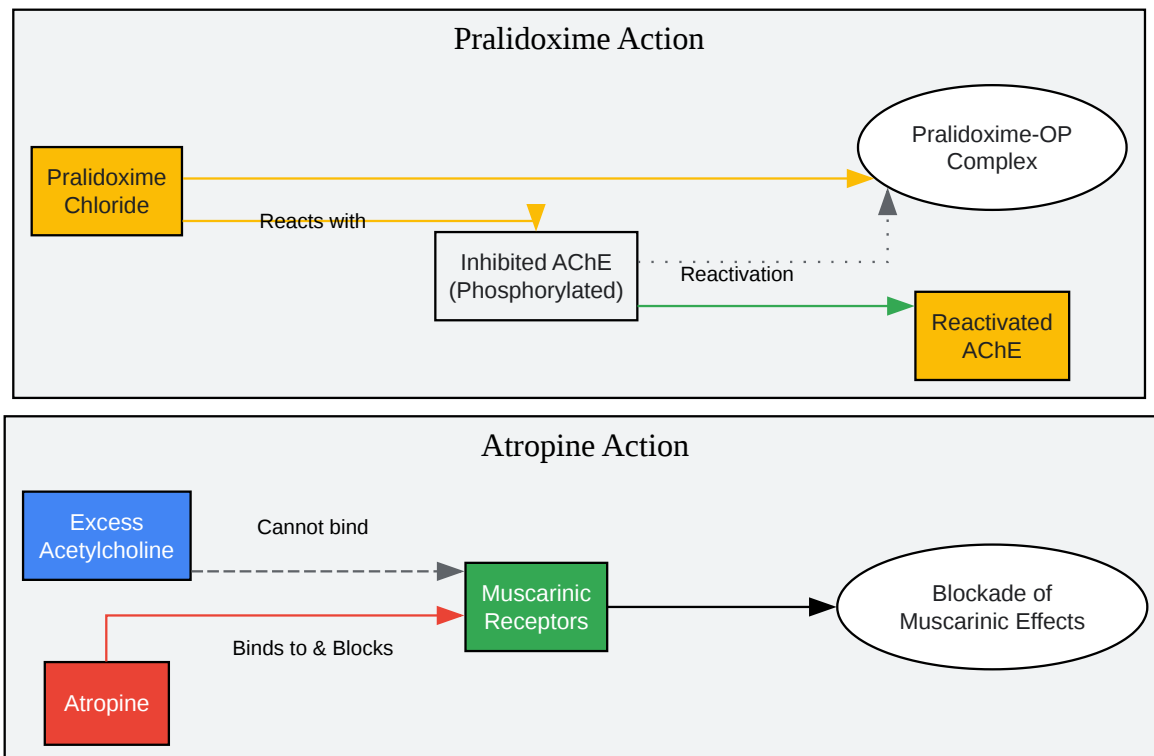 Pralidoxime Action
Pralidoxime-OP
Complex
Pralidoxime
Chloride
Reacts with
Inhibited AChE
(Phosphorylated)
Reactivation
Reactivated
AChE
Atropine Action
Excess
Acetylcholine
Cannot bind
Muscarinic
Receptors
Blockade of
Muscarinic Effects
Binds to & Blocks
Atropine